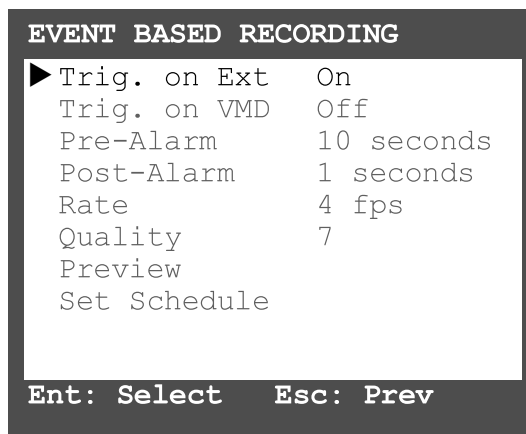 EVENT BASED RECORDING
Trig. on Ext On
Trig. on VMD Off
Pre-Alarm 10 seconds
Post-Alarm 1 seconds
Rate 4 fps
Quality 7
Preview
Set Schedule
Ent: Select Esc: Prev